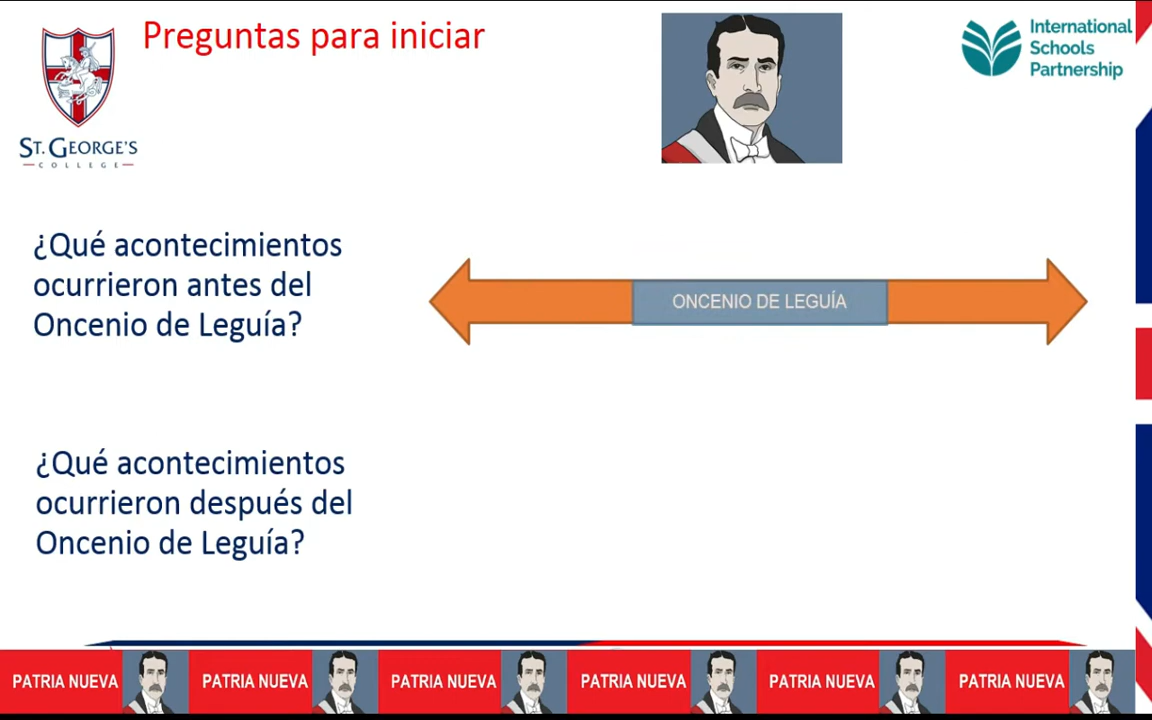 Preguntas para iniciar
International
Schools
Partnership
ST. GEORGE'S
COLLEGE
¿Qué acontecimientos
ocurrieron antes del
Oncenio de Leguía?
ONCENIO DE LEGUÍA
¿Qué acontecimientos
ocurrieron después del
Oncenio de Leguía?
PATRIA NUEVA PATRIA NUEVA PATRIA NUEVA PATRIA NUEVA PATRIA NUEVA PATRIA NUEVA